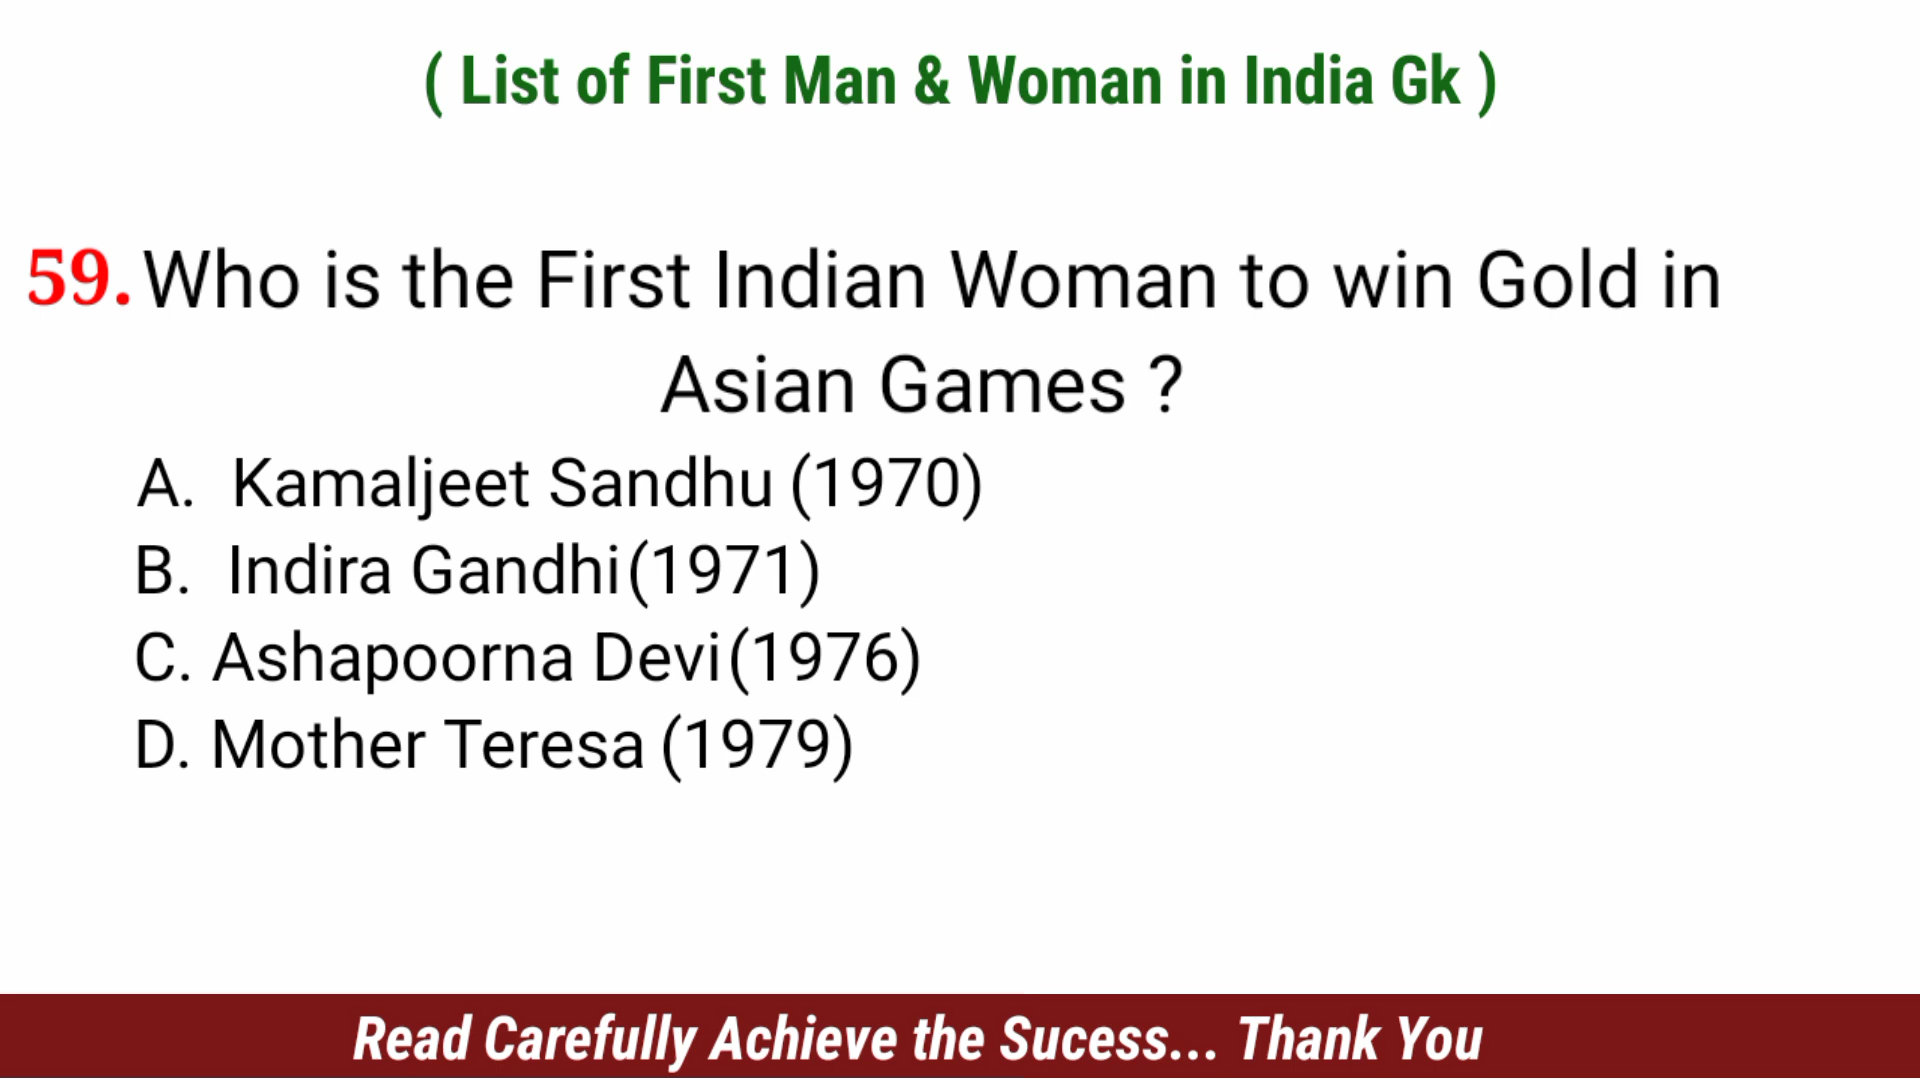 ( List of First Man & Woman in India Gk )
59. Who is the First Indian Woman to win Gold in
Asian Games ?
A. Kamaljeet Sandhu (1970)
B. Indira Gandhi(1971)
C. Ashapoorna Devi(1976)
D. Mother Teresa (1979)
Read Carefully Achieve the Sucess... Thank You